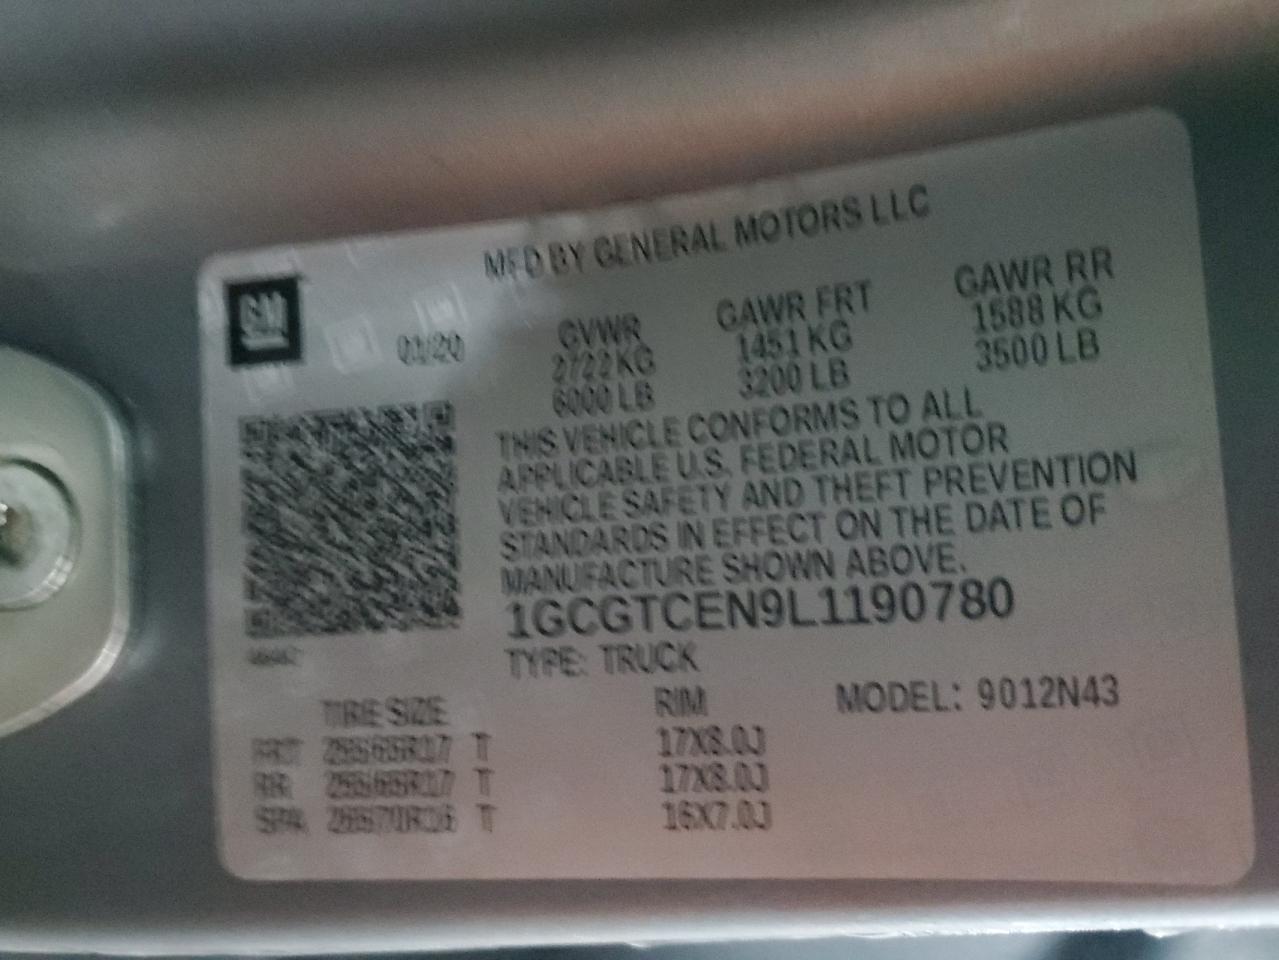 MFD BY GENERAL MOTORS LLC
GM
01/20
GVWR GAWR FRT GAWR RR
2722 KG 1451 KG 1588 KG
6000 LB 3200 LB 3500 LB
THIS VEHICLE CONFORMS TO ALL
APPLICABLE U.S. FEDERAL MOTOR
VEHICLE SAFETY AND THEFT PREVENTION
STANDARDS IN EFFECT ON THE DATE OF
MANUFACTURE SHOWN ABOVE.
1GCGTCEN9L1190780
TYPE: TRUCK
TIRE SIZE RIM MODEL: 9012N43
FRT T 17X8.0J
RR T 17X8.0J
SPA T 16X7.0J